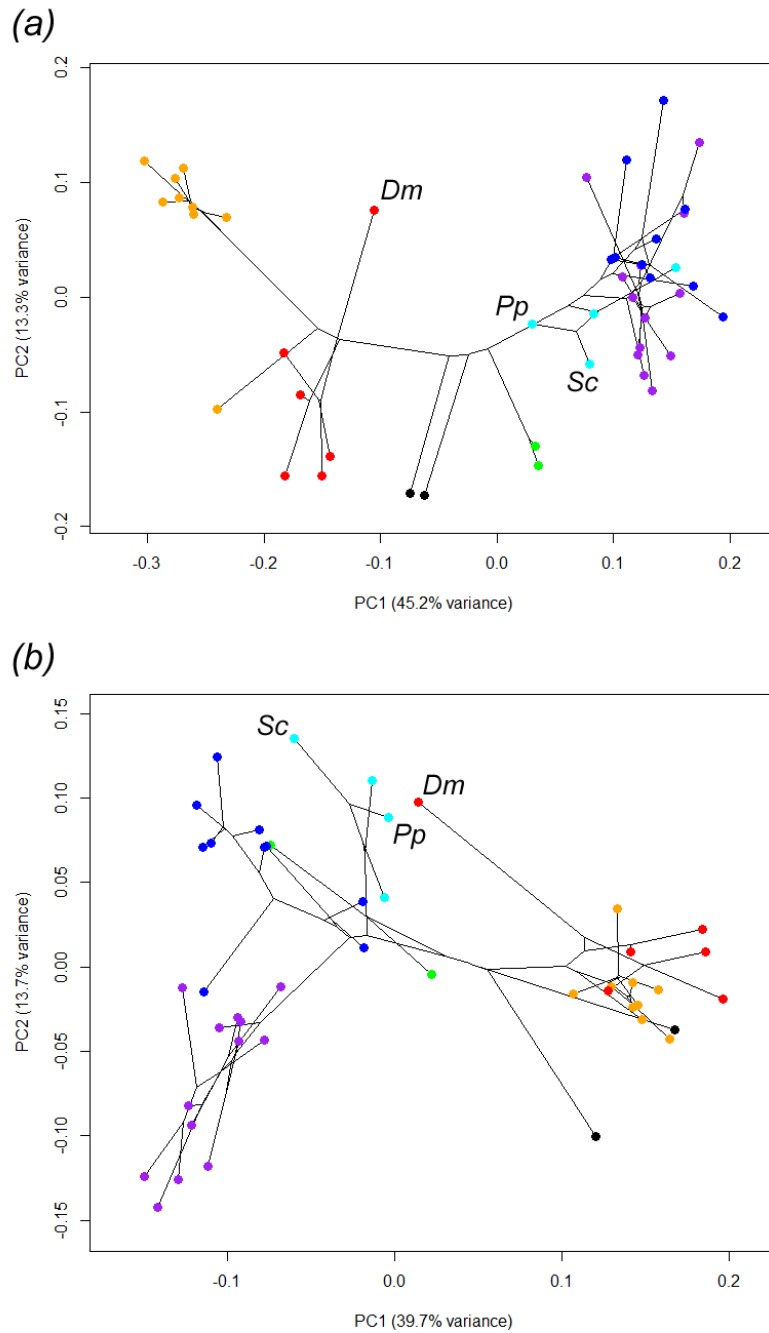 (a)
0.2
0.1
0.0
-0.1
-0.2
PC2 (13.3% variance)
Dm
Pp
Sc
-0.3 -0.2 -0.1 0.0 0.1 0.2
PC1 (45.2% variance)
(b)
0.15
0.10
0.05
0.00
-0.05
-0.10
-0.15
PC2 (13.7% variance)
Sc
Dm
Pp
-0.1 0.0 0.1 0.2
PC1 (39.7% variance)